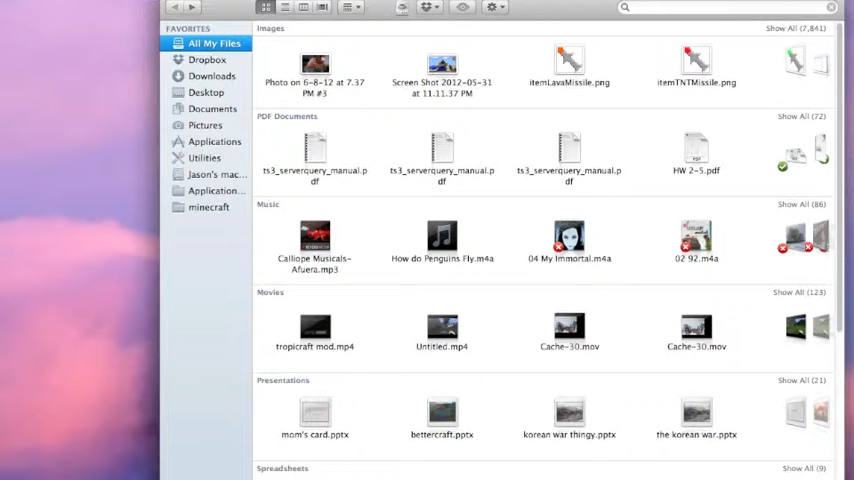 FAVORITES
All My Files
Dropbox
Downloads
Desktop
Documents
Pictures
Applications
Utilities
Jason's mac...
Application...
minecraft
Images
Show All (7,841)
Photo on 6-8-12 at 7.37
PM #3
Screen Shot 2012-05-31
at 11.11.37 PM
itemLavaMissile.png
itemTNTMissile.png
PDF Documents
Show All (72)
ts3_serverquery_manual.p
df
ts3_serverquery_manual.p
df
ts3_serverquery_manual.p
df
PDF
HW 2-5.pdf
Music
Show All (86)
Calliope Musicals-
Afuera.mp3
How do Penguins Fly.m4a
04 My Immortal.m4a
02 92.m4a
Movies
Show All (123)
tropicraft mod.mp4
Untitled.mp4
Cache-30.mov
Cache-30.mov
Presentations
Show All (21)
mom's card.pptx
bettercraft.pptx
korean war thingy.pptx
the korean war.pptx
Spreadsheets
Show All (9)